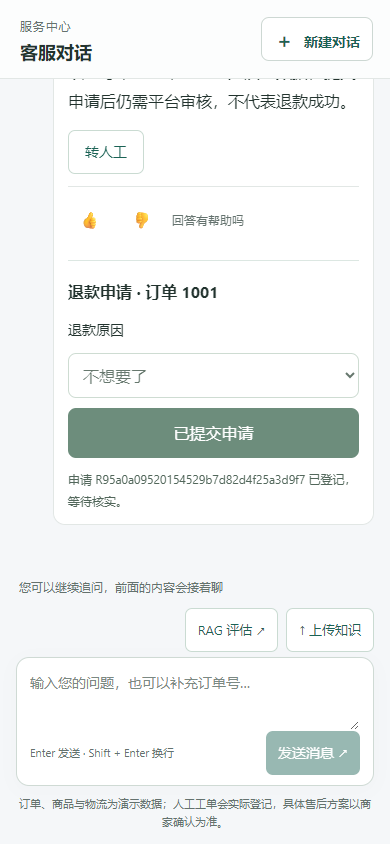 服务中心
客服对话
+ 新建对话
申请后仍需平台审核，不代表退款成功。
转人工
👍 👎 回答有帮助吗
退款申请 · 订单 1001
退款原因
不想要了
已提交申请
申请 R95a0a09520154529b7d82d4f25a3d9f7 已登记，
等待核实。
您可以继续追问，前面的内容会接着聊
RAG 评估 ↗
↑ 上传知识
输入您的问题，也可以补充订单号...
Enter 发送 · Shift + Enter 换行
发送消息 ↗
订单、商品与物流为演示数据；人工工单会实际登记，具体售后方案以商
家确认为准。